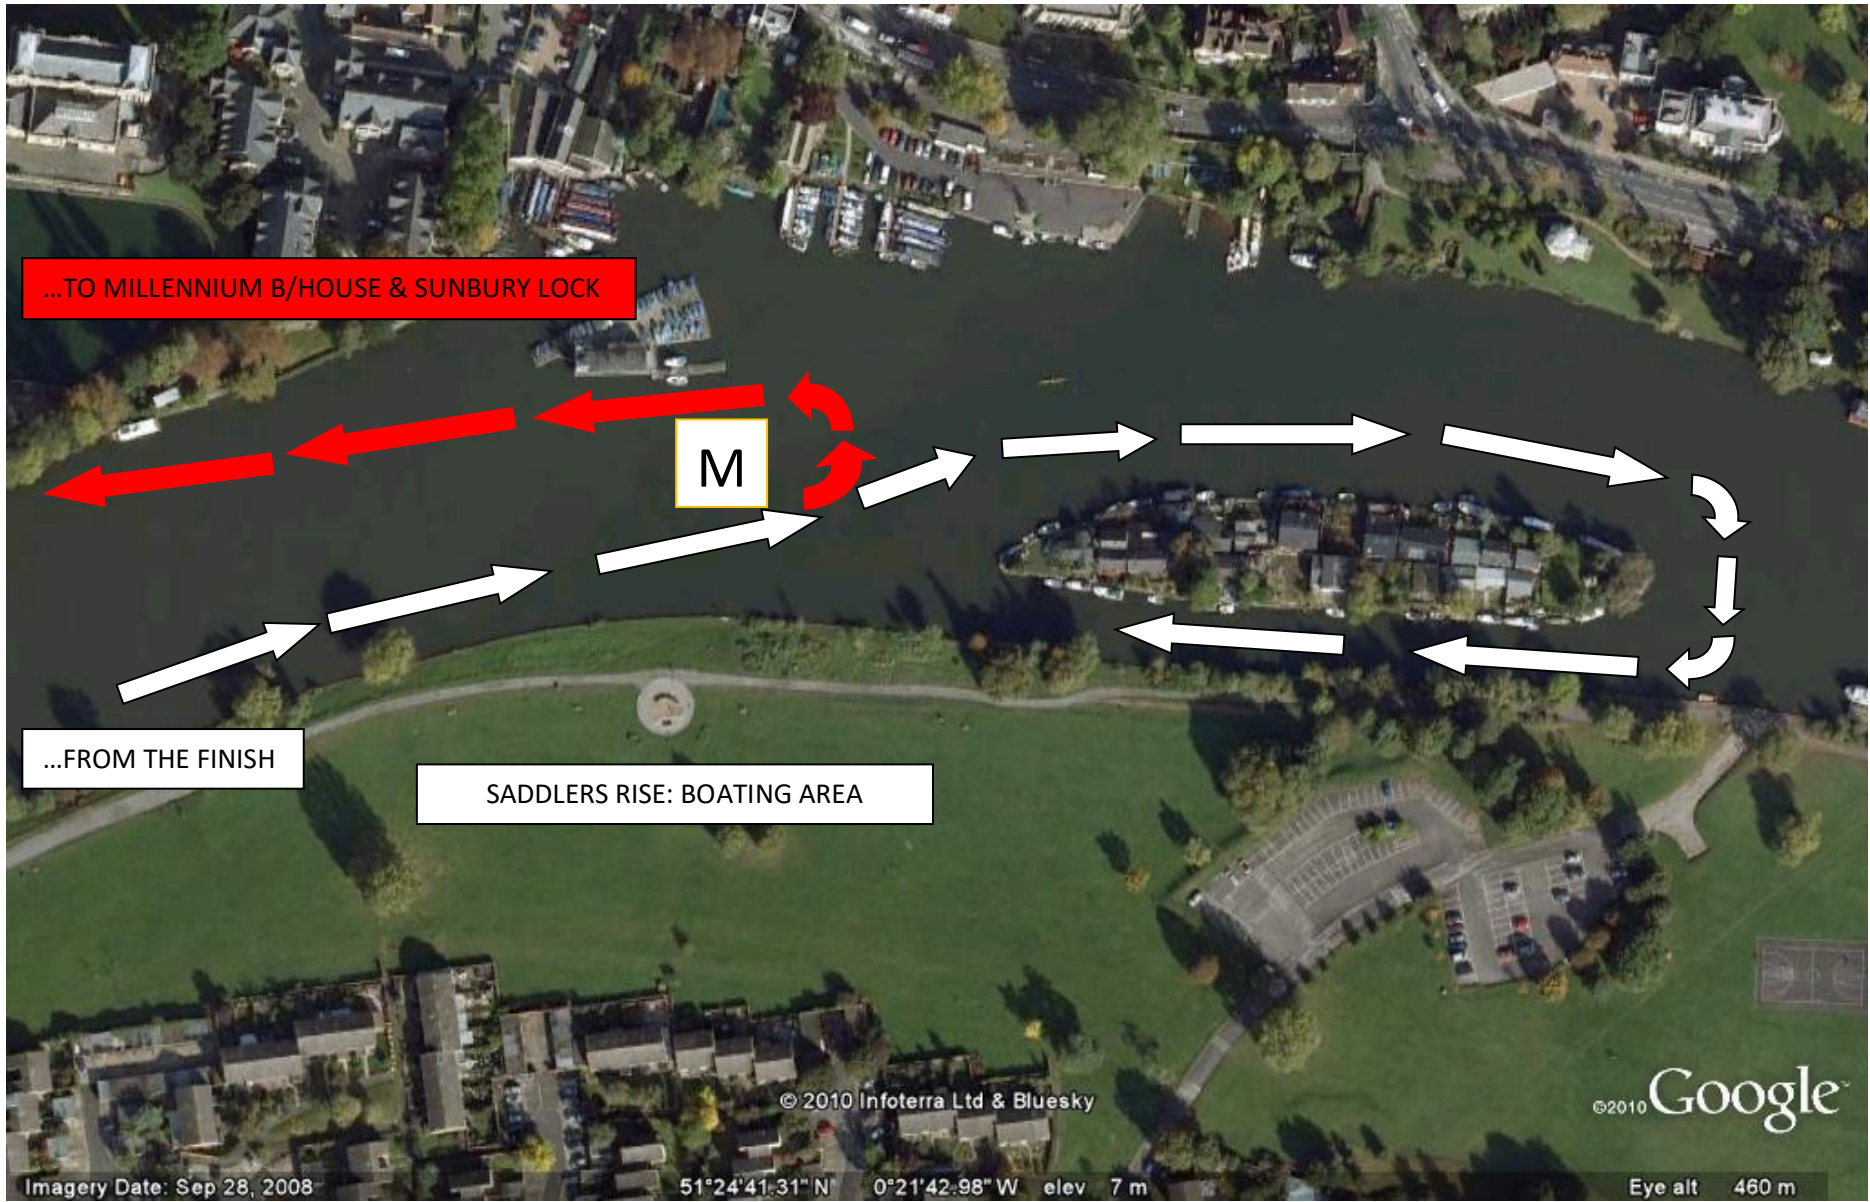 ...TO MILLENNIUM B/HOUSE & SUNBURY LOCK
M
...FROM THE FINISH
SADDLERS RISE: BOATING AREA
© 2010 Infoterra Ltd & Bluesky
©2010 Google™
Imagery Date: Sep 28, 2008 51°24'41.31" N 0°21'42.98" W elev 7 m Eye alt 460 m